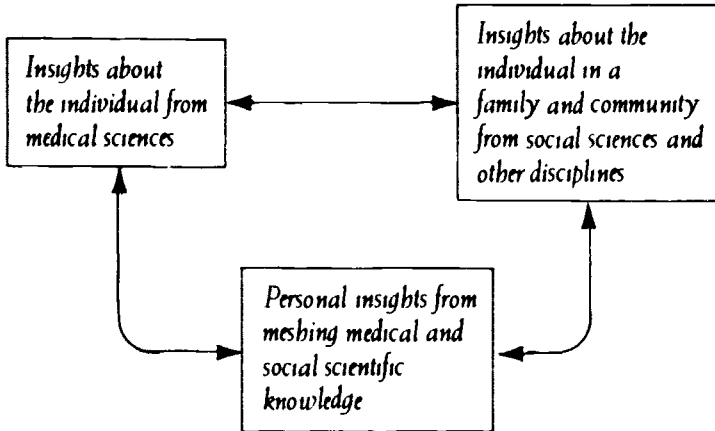 Insights about
the individual from
medical sciences
Insights about the
individual in a
family and community
from social sciences and
other disciplines
Personal insights from
meshing medical and
social scientific
knowledge